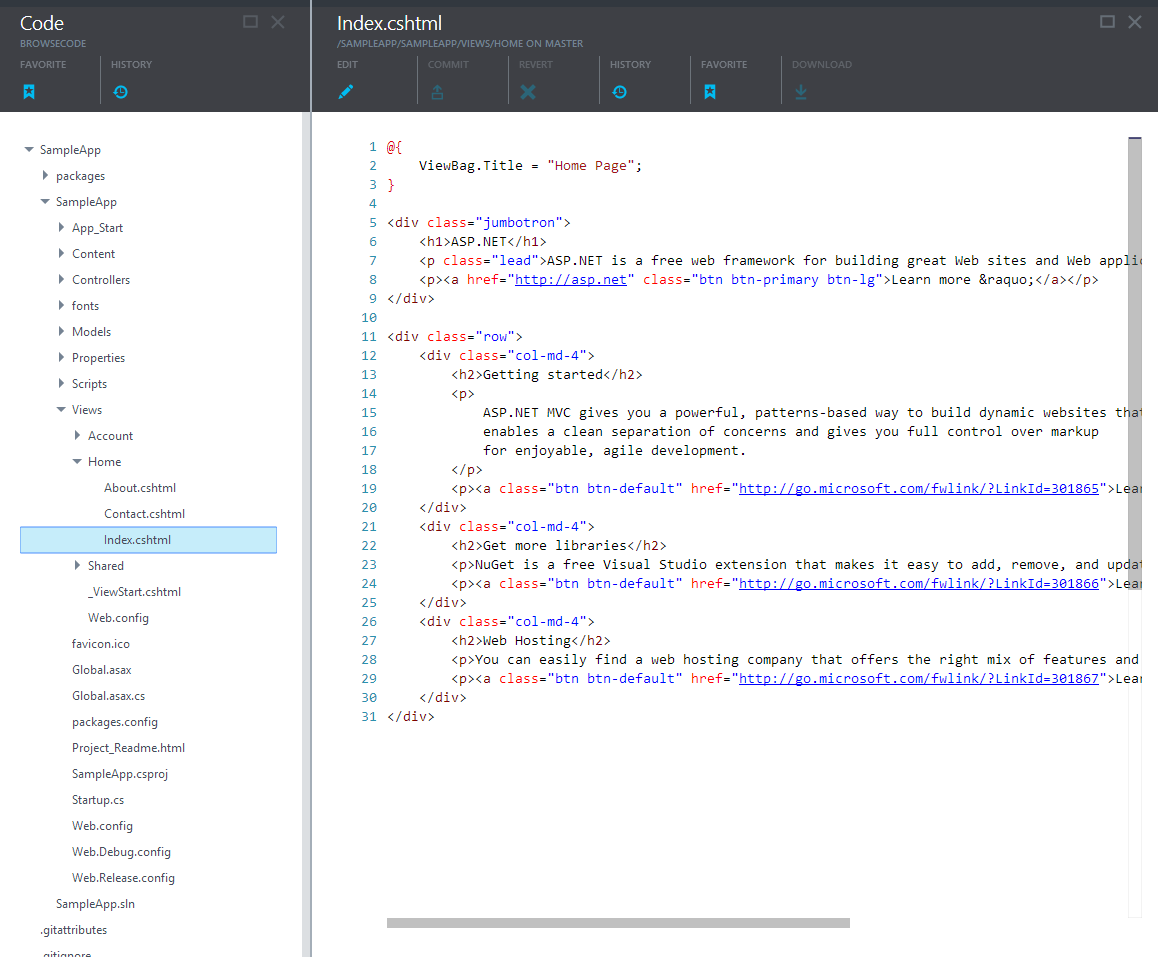 Code
BROWSECODE
FAVORITE
HISTORY
SampleApp
packages
SampleApp
App_Start
Content
Controllers
fonts
Models
Properties
Scripts
Views
Account
Home
About.cshtml
Contact.cshtml
Index.cshtml
Shared
_ViewStart.cshtml
Web.config
favicon.ico
Global.asax
Global.asax.cs
packages.config
Project_Readme.html
SampleApp.csproj
Startup.cs
Web.config
Web.Debug.config
Web.Release.config
SampleApp.sln
.gitattributes
.gitignore
Index.cshtml
/SAMPLEAPP/SAMPLEAPP/VIEWS/HOME ON MASTER
EDIT
COMMIT
REVERT
HISTORY
FAVORITE
DOWNLOAD
1 @{
2 ViewBag.Title = "Home Page";
3 }
4
5 <div class="jumbotron">
6 <h1>ASP.NET</h1>
7 <p class="lead">ASP.NET is a free web framework for building great Web sites and Web applic
8 <p><a href="http://asp.net" class="btn btn-primary btn-lg">Learn more &raquo;</a></p>
9 </div>
10
11 <div class="row">
12 <div class="col-md-4">
13 <h2>Getting started</h2>
14 <p>
15 ASP.NET MVC gives you a powerful, patterns-based way to build dynamic websites that
16 enables a clean separation of concerns and gives you full control over markup
17 for enjoyable, agile development.
18 </p>
19 <p><a class="btn btn-default" href="http://go.microsoft.com/fwlink/?LinkId=301865">Lear
20 </div>
21 <div class="col-md-4">
22 <h2>Get more libraries</h2>
23 <p>NuGet is a free Visual Studio extension that makes it easy to add, remove, and updat
24 <p><a class="btn btn-default" href="http://go.microsoft.com/fwlink/?LinkId=301866">Lear
25 </div>
26 <div class="col-md-4">
27 <h2>Web Hosting</h2>
28 <p>You can easily find a web hosting company that offers the right mix of features and
29 <p><a class="btn btn-default" href="http://go.microsoft.com/fwlink/?LinkId=301867">Lear
30 </div>
31 </div>